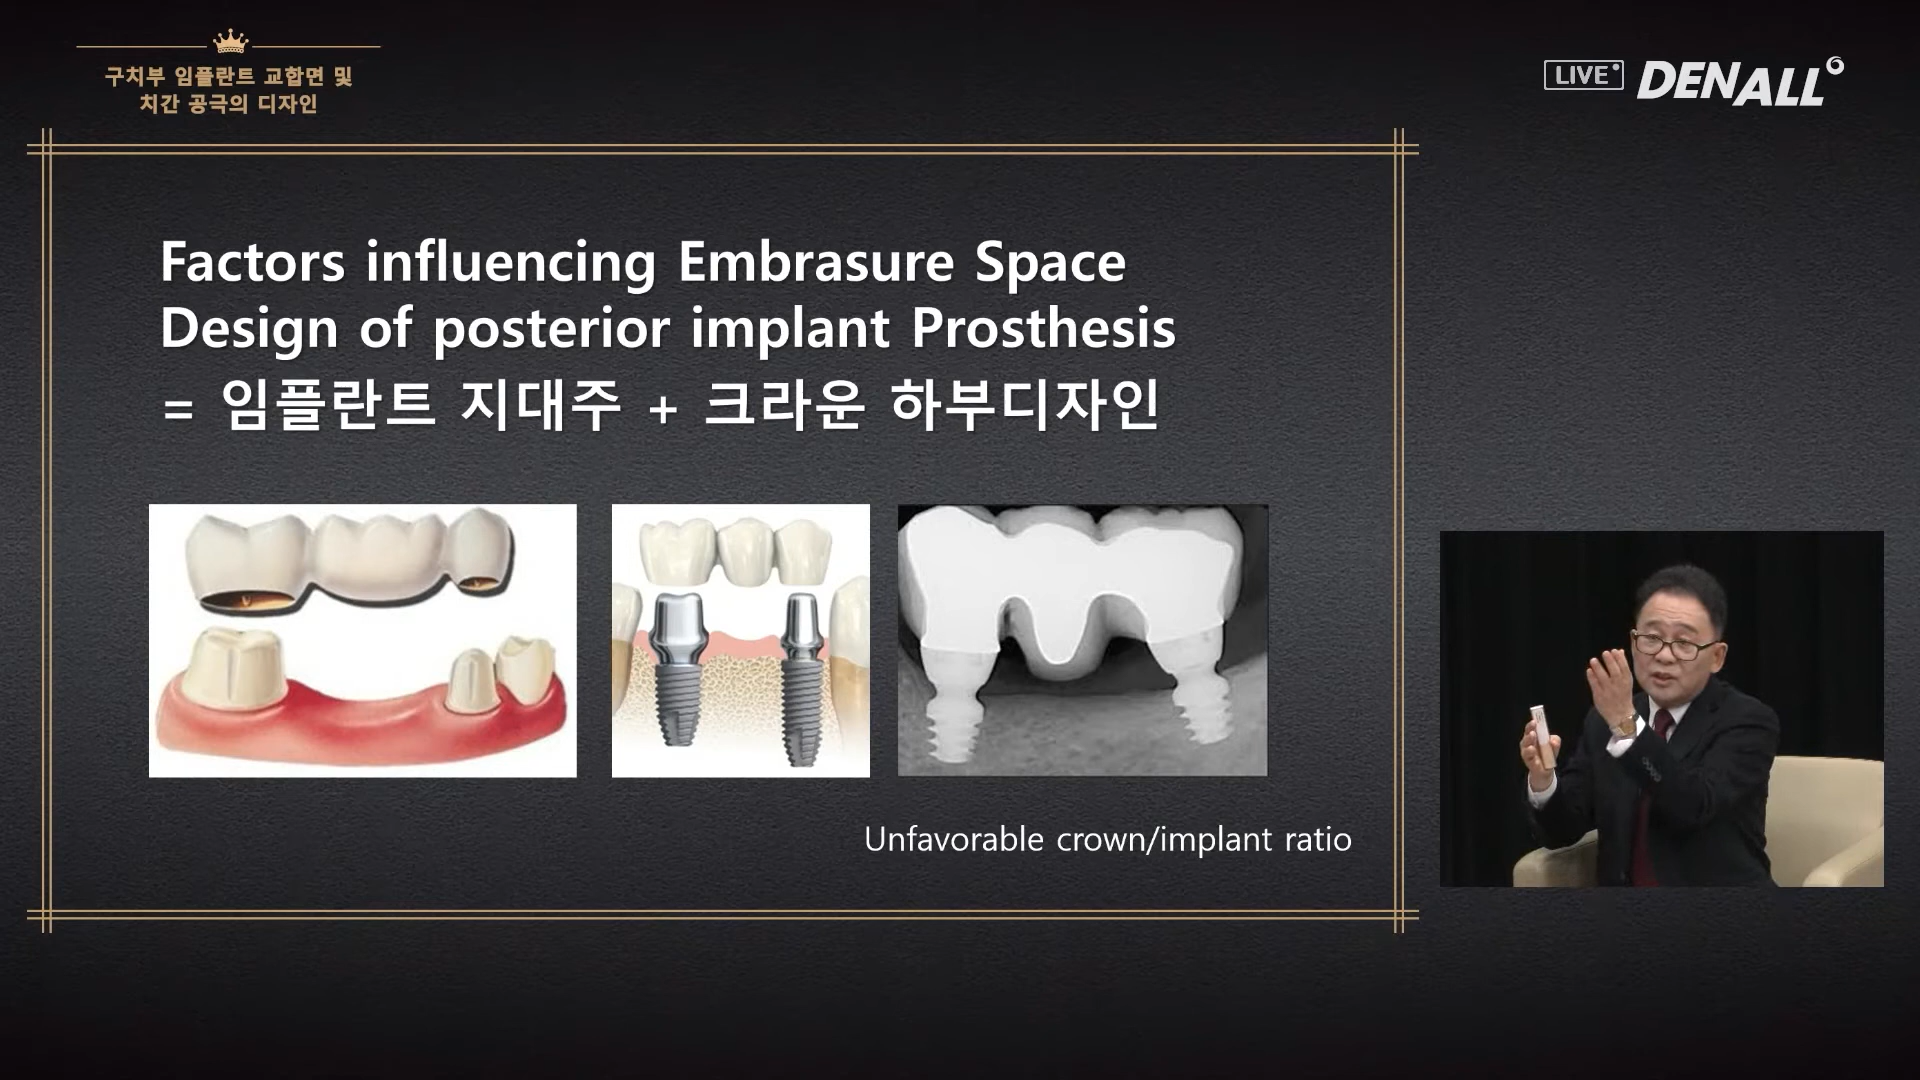 구치부 임플란트 교합면 및
치간 공극의 디자인
LIVE DENALL
Factors influencing Embrasure Space
Design of posterior implant Prosthesis
= 임플란트 지대주 + 크라운 하부디자인
Unfavorable crown/implant ratio